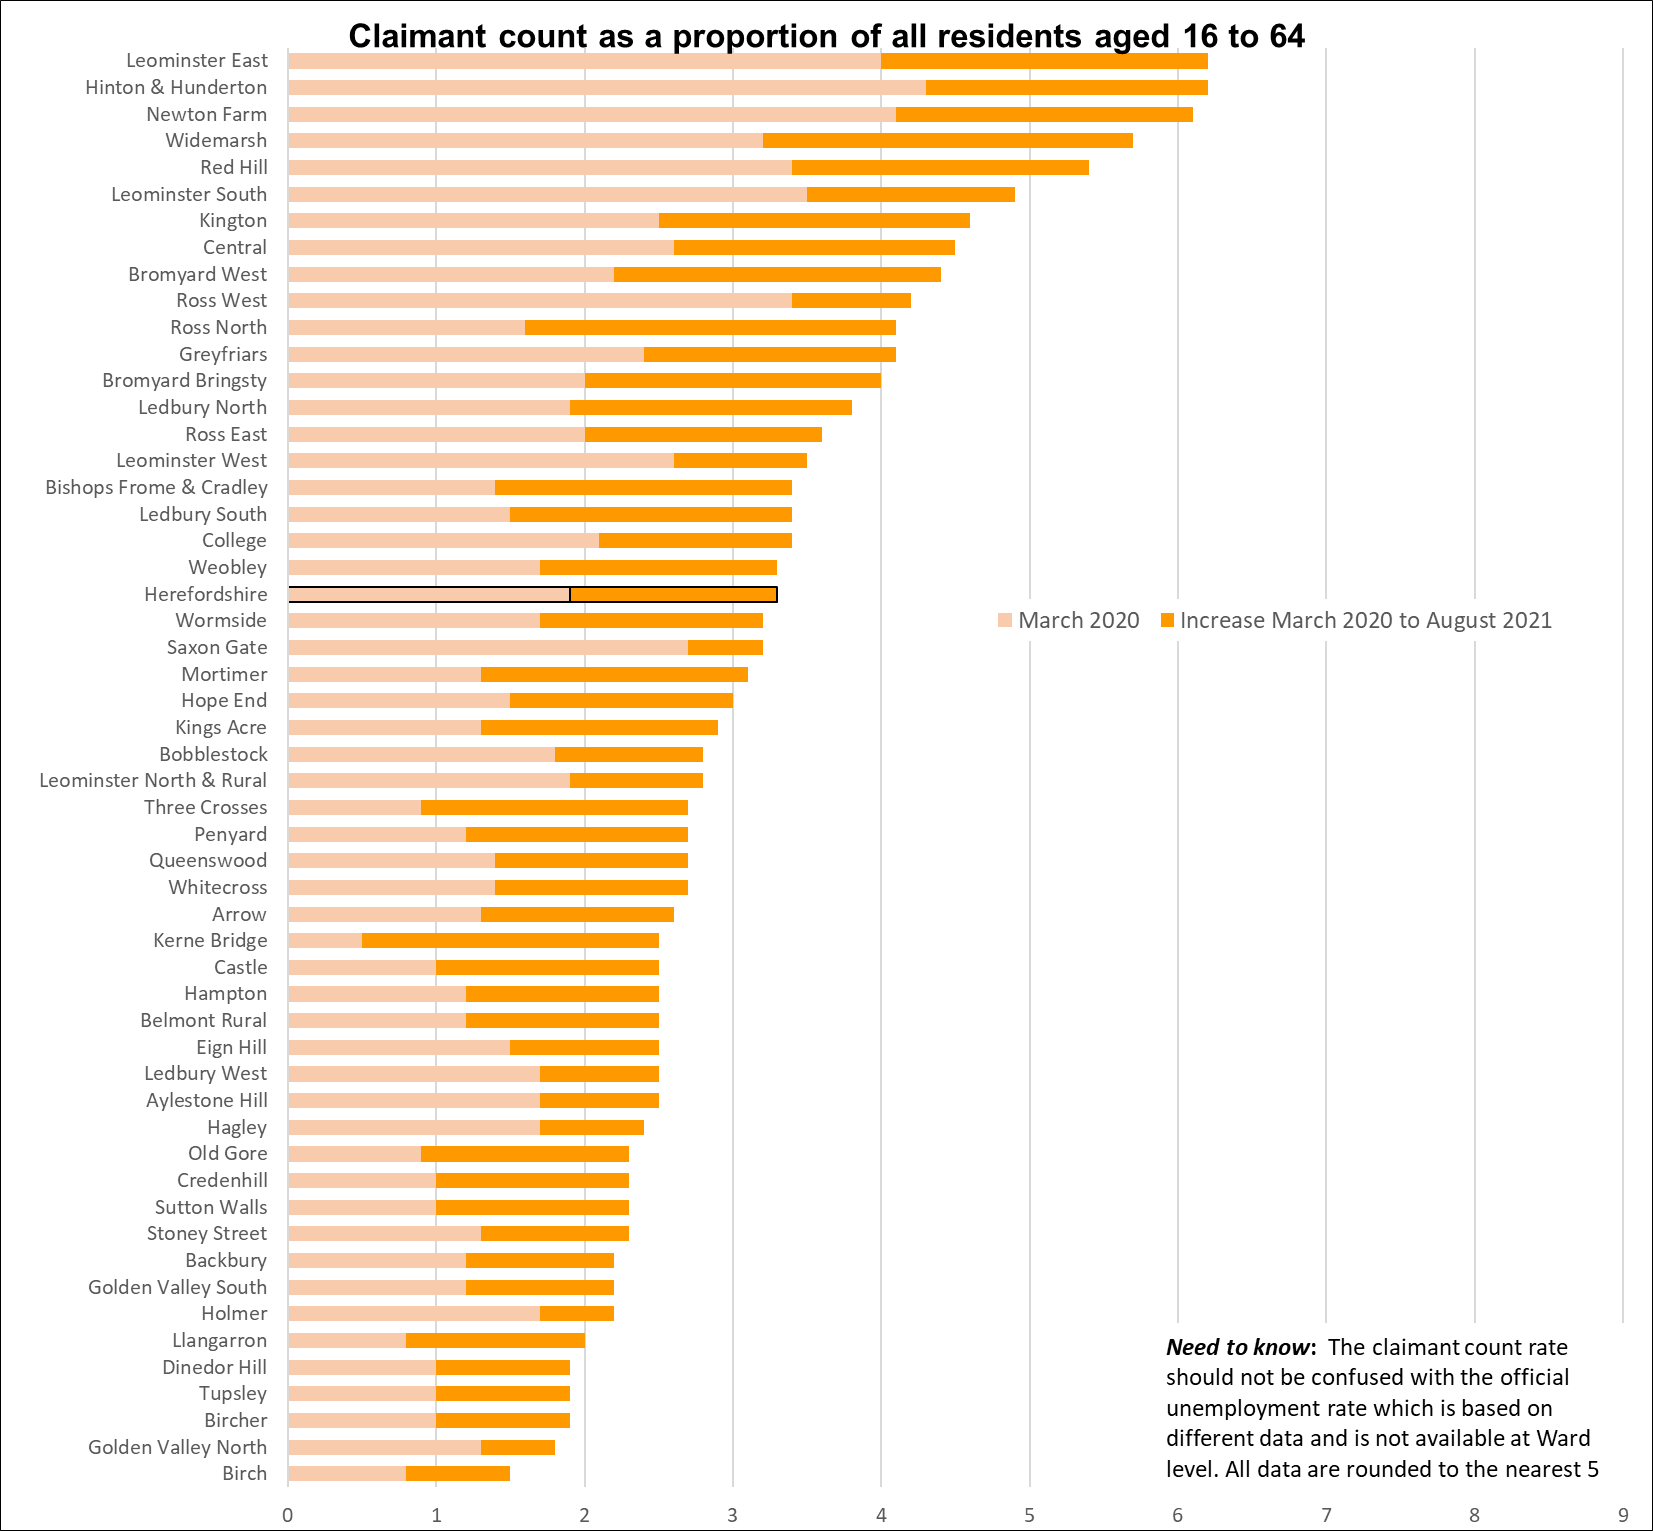 Claimant count as a proportion of all residents aged 16 to 64
Leominster East
Hinton & Hunderton
Newton Farm
Widemarsh
Red Hill
Leominster South
Kington
Central
Bromyard West
Ross West
Ross North
Greyfriars
Bromyard Bringsty
Ledbury North
Ross East
Leominster West
Bishops Frome & Cradley
Ledbury South
College
Weobley
Herefordshire
Wormside
Saxon Gate
Mortimer
Hope End
Kings Acre
Bobblestock
Leominster North & Rural
Three Crosses
Penyard
Queenswood
Whitecross
Arrow
Kerne Bridge
Castle
Hampton
Belmont Rural
Eign Hill
Ledbury West
Aylestone Hill
Hagley
Old Gore
Credenhill
Sutton Walls
Stoney Street
Backbury
Golden Valley South
Holmer
Llangarron
Dinedor Hill
Tupsley
Bircher
Golden Valley North
Birch
March 2020 Increase March 2020 to August 2021
Need to know: The claimant count rate
should not be confused with the official
unemployment rate which is based on
different data and is not available at Ward
level. All data are rounded to the nearest 5
0 1 2 3 4 5 6 7 8 9